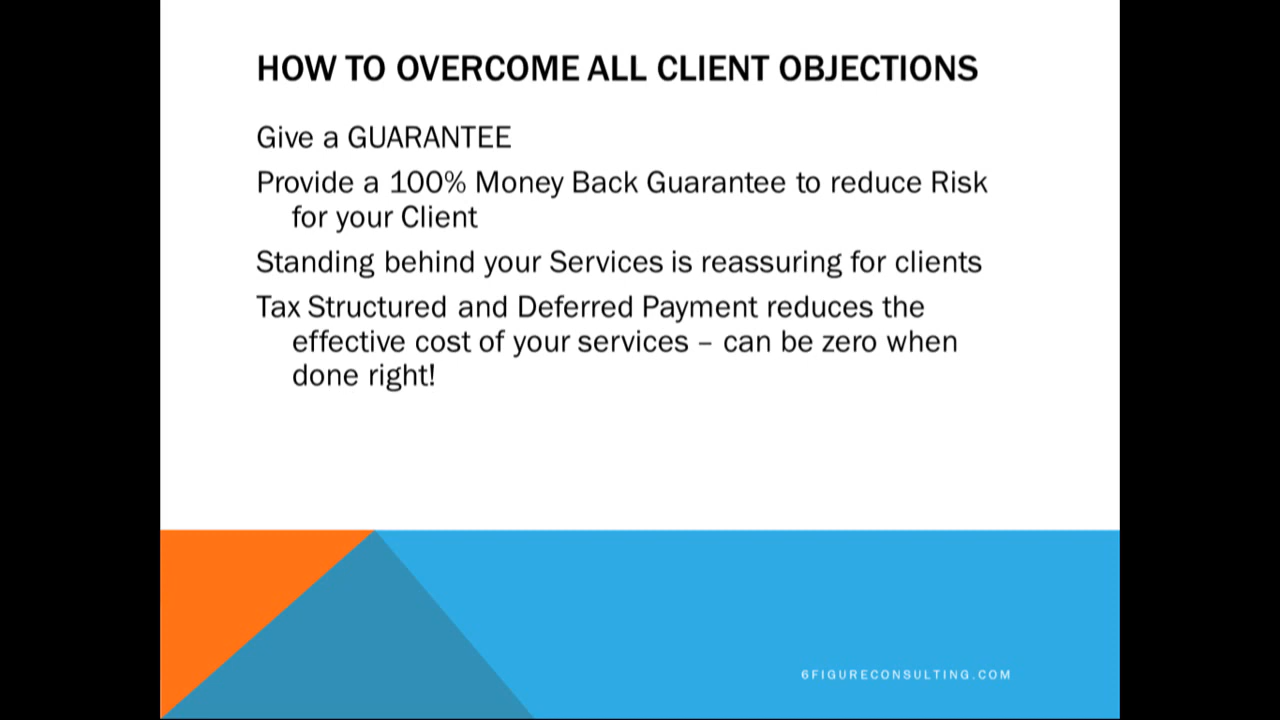 HOW TO OVERCOME ALL CLIENT OBJECTIONS
Give a GUARANTEE
Provide a 100% Money Back Guarantee to reduce Risk
for your Client
Standing behind your Services is reassuring for clients
Tax Structured and Deferred Payment reduces the
effective cost of your services – can be zero when
done right!
6FIGURECONSULTING.COM